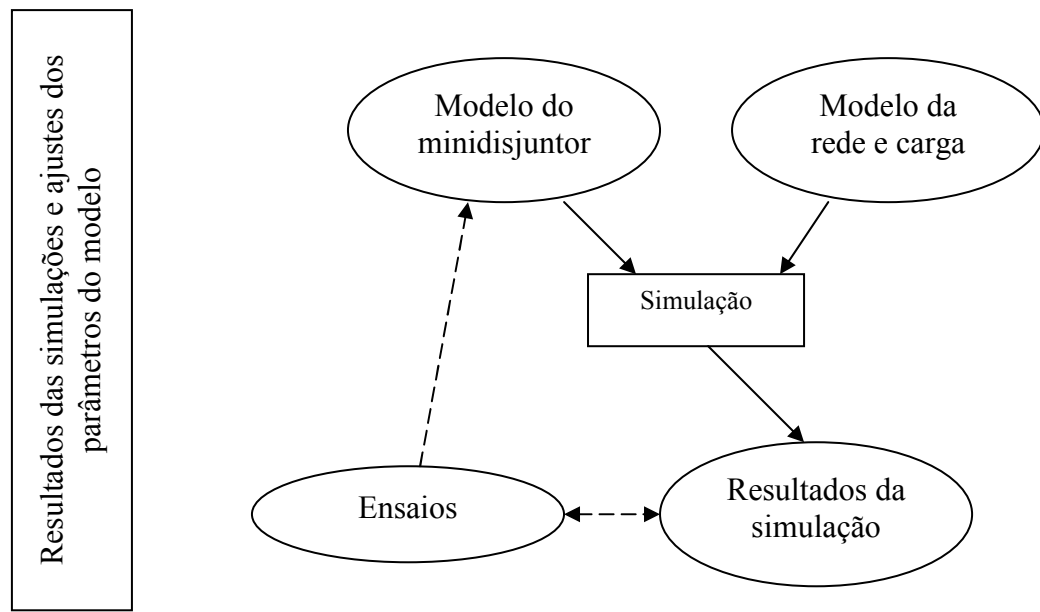 Resultados das simulações e ajustes dos
parâmetros do modelo
Modelo do
minidisjuntor
Modelo da
rede e carga
Simulação
Ensaios
Resultados da
simulação